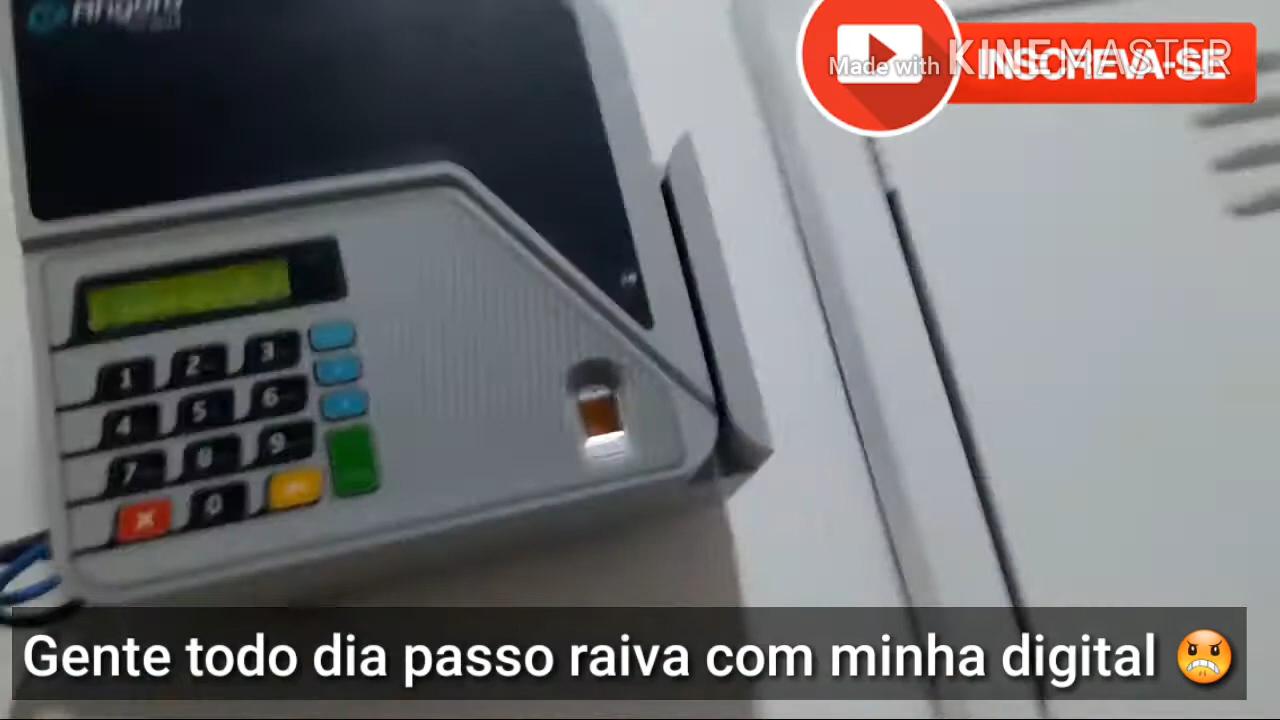 Made with KINEMASTER
INSCREVA-SE
1 2 3
4 5 6
7 8 9
X 0
Gente todo dia passo raiva com minha digital 😡